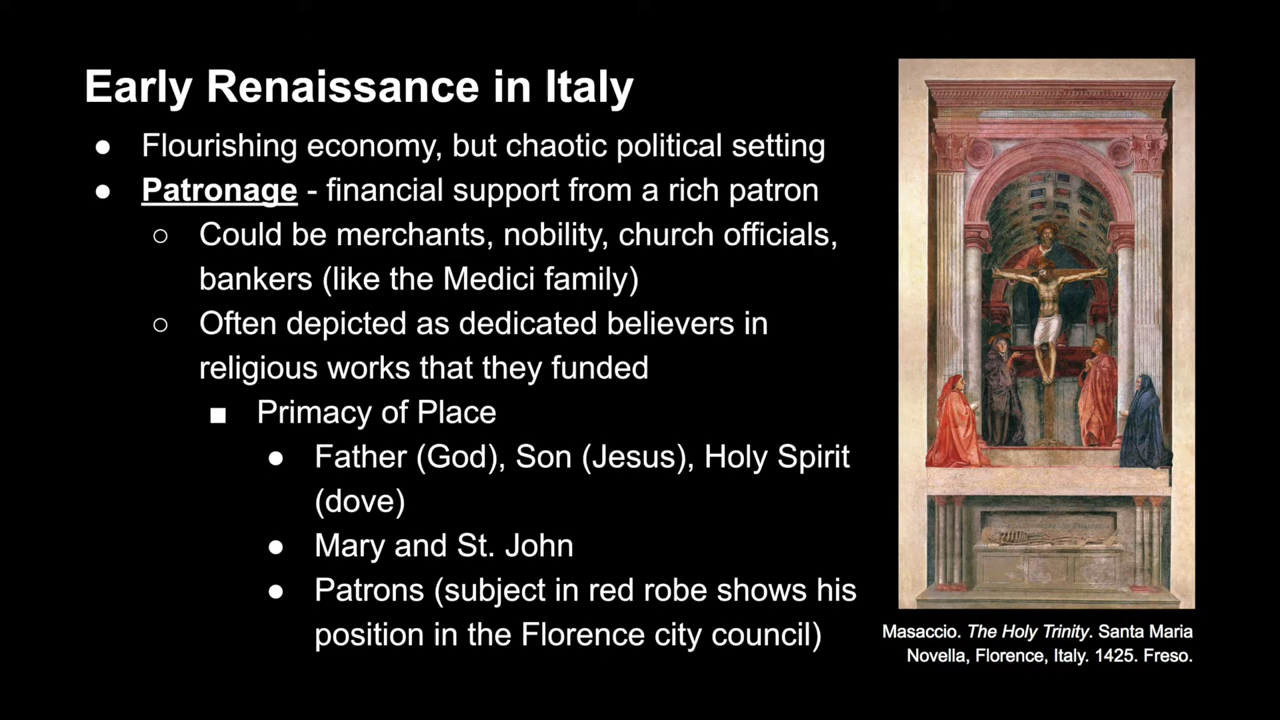 Early Renaissance in Italy
● Flourishing economy, but chaotic political setting
● Patronage - financial support from a rich patron
○ Could be merchants, nobility, church officials,
bankers (like the Medici family)
○ Often depicted as dedicated believers in
religious works that they funded
■ Primacy of Place
● Father (God), Son (Jesus), Holy Spirit
(dove)
● Mary and St. John
● Patrons (subject in red robe shows his
position in the Florence city council)
Masaccio. The Holy Trinity. Santa Maria
Novella, Florence, Italy. 1425. Freso.